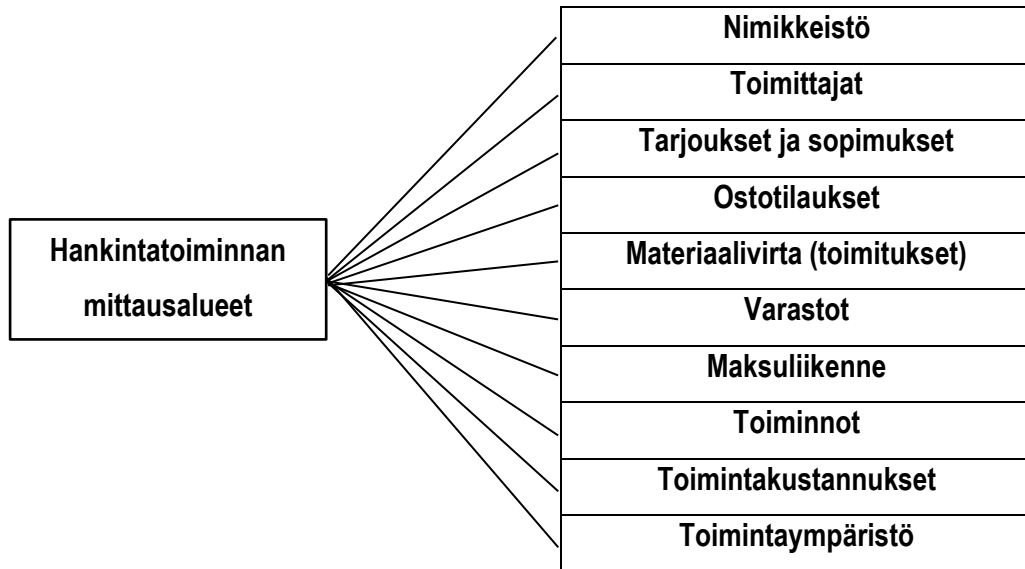 Hankintatoiminnan
mittausalueet
Nimikkeistö
Toimittajat
Tarjoukset ja sopimukset
Ostotilaukset
Materiaalivirta (toimitukset)
Varastot
Maksuliikenne
Toiminnot
Toimintakustannukset
Toimintaympäristö